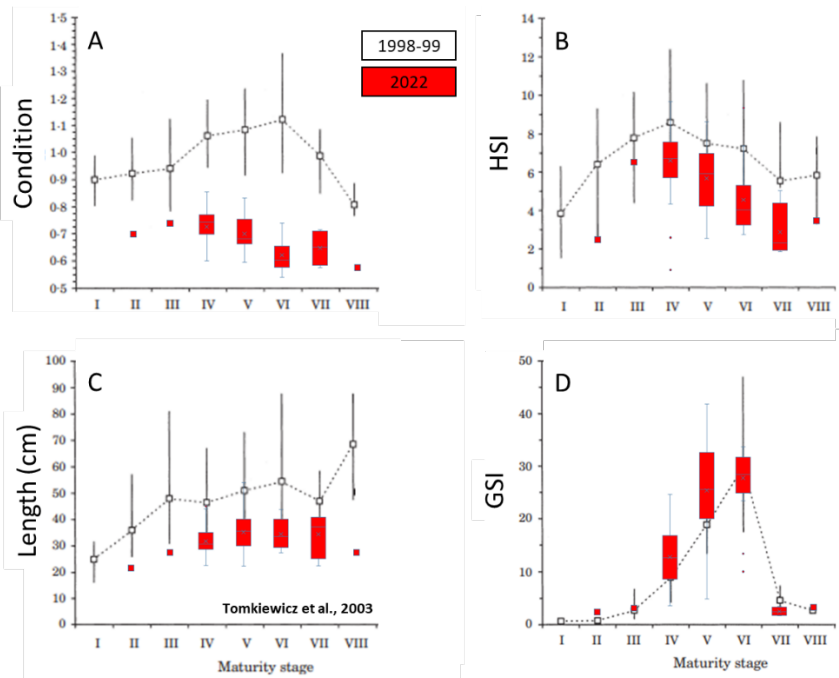 A
1998-99
2022
Condition
1·5
1·4
1·3
1·2
1·1
1·0
0·9
0·8
0·7
0·6
0·5
I II III IV V VI VII VIII
B
HSI
14
12
10
8
6
4
2
0
I II III IV V VI VII VIII
C
Length (cm)
100
90
80
70
60
50
40
30
20
10
0
Tomkiewicz et al., 2003
I II III IV V VI VII VIII
Maturity stage
D
GSI
50
40
30
20
10
0
I II III IV V VI VII VIII
Maturity stage